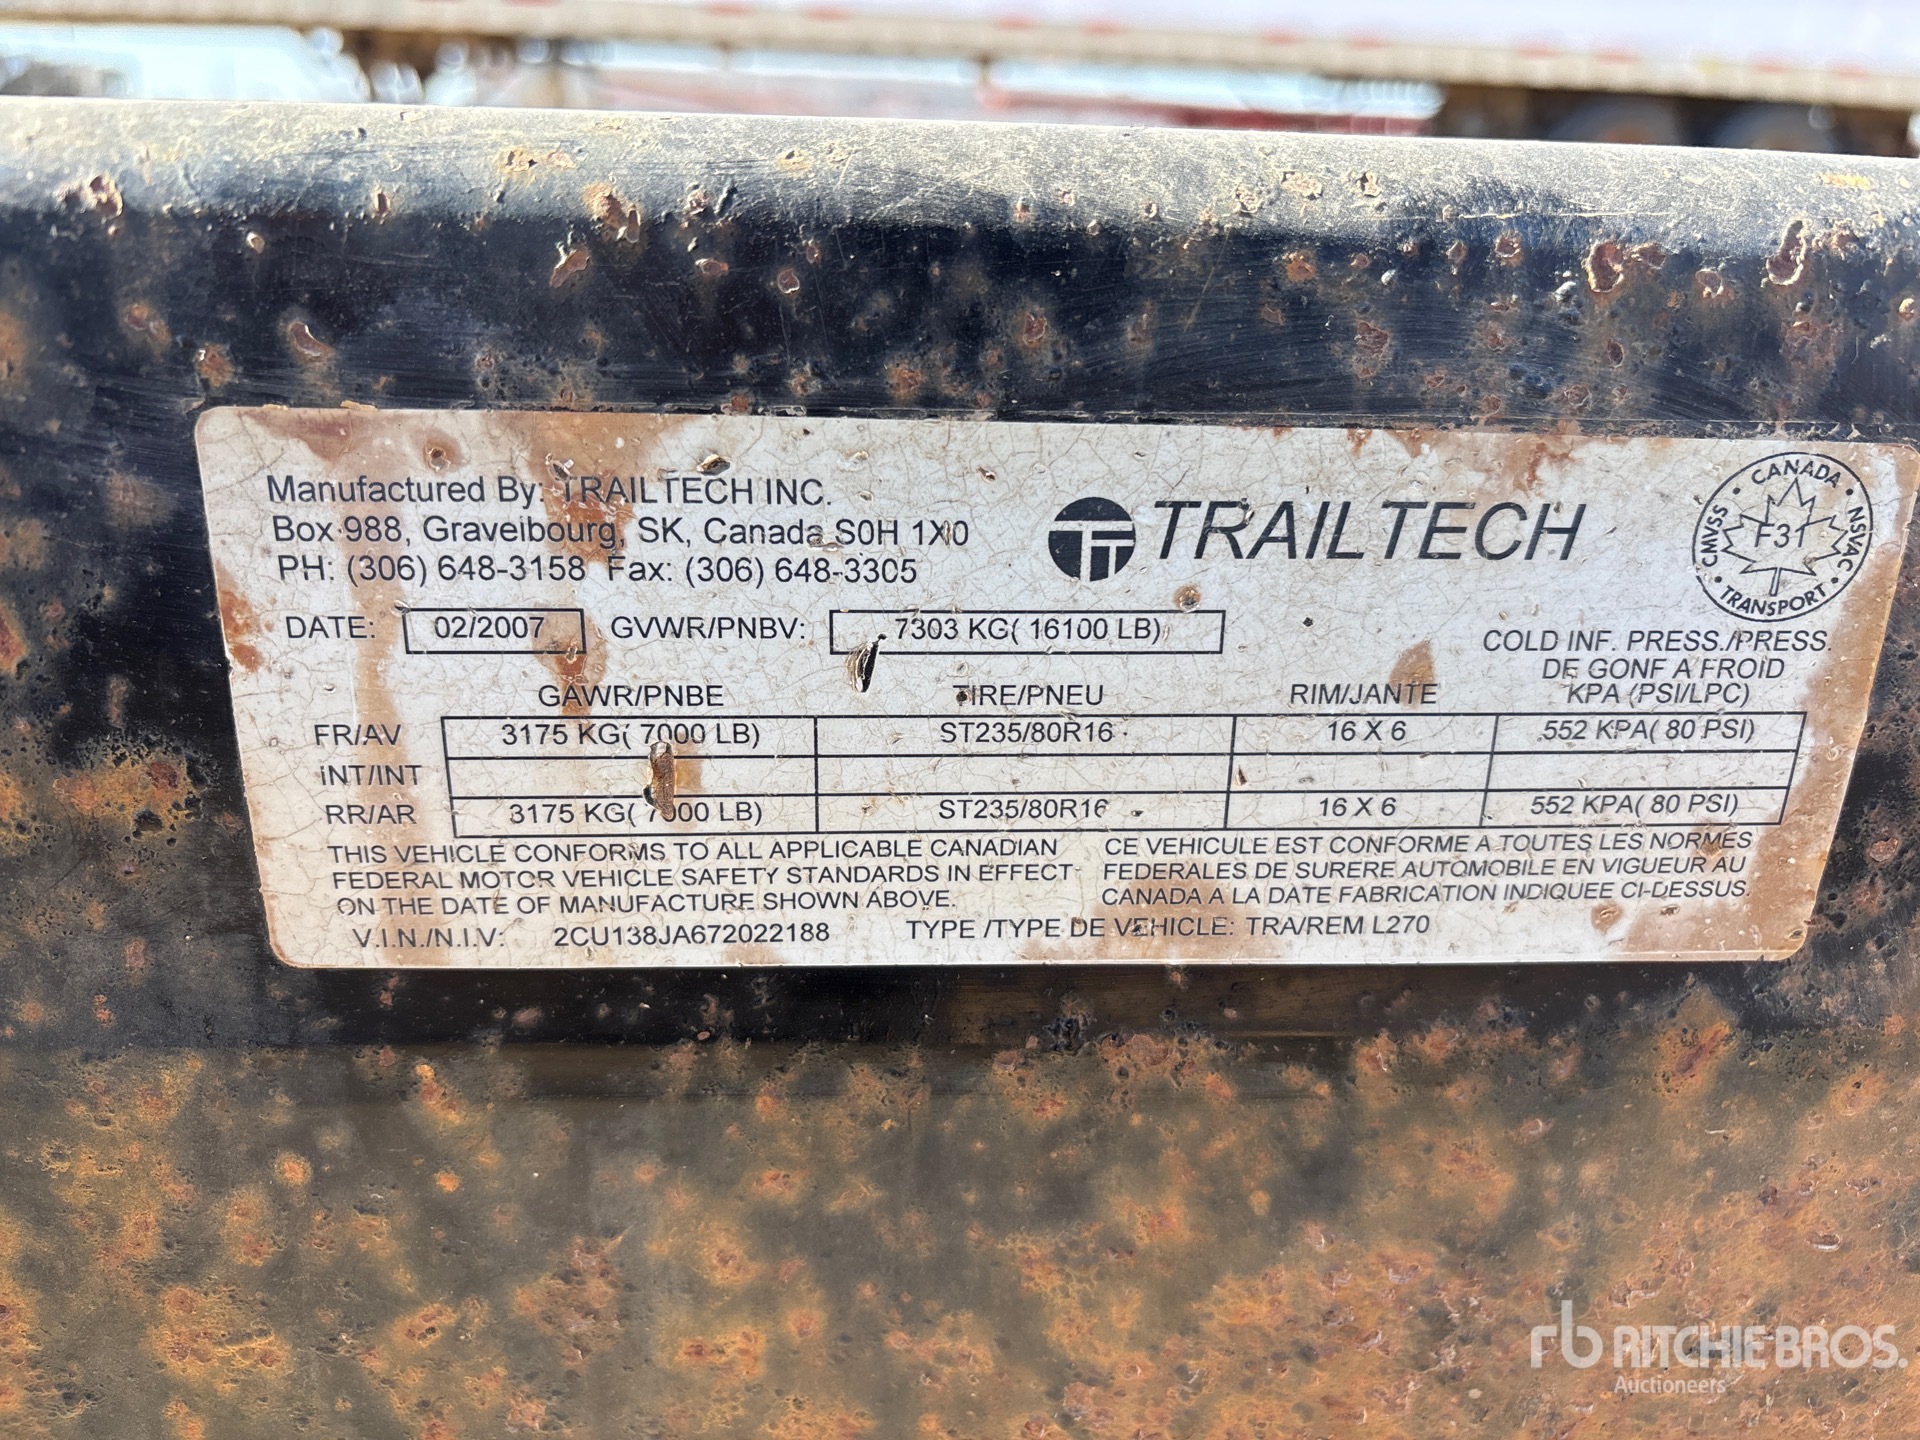 Manufactured By: TRAILTECH INC.
Box 988, Gravelbourg, SK, Canada S0H 1X0
PH: (306) 648-3158 Fax: (306) 648-3305
TRAILTECH
CANADA
CMVSS
NSVAC
F31
TRANSPORT
DATE: 02/2007 GVWR/PNBV: 7303 KG( 16100 LB)
COLD INF. PRESS./PRESS.
DE GONF A FROID
GAWR/PNBE TIRE/PNEU RIM/JANTE KPA (PSI/LPC)
FR/AV 3175 KG( 7000 LB) ST235/80R16 16 X 6 552 KPA( 80 PSI)
INT/INT
RR/AR 3175 KG( 7000 LB) ST235/80R16 16 X 6 552 KPA( 80 PSI)
THIS VEHICLE CONFORMS TO ALL APPLICABLE CANADIAN
FEDERAL MOTOR VEHICLE SAFETY STANDARDS IN EFFECT
ON THE DATE OF MANUFACTURE SHOWN ABOVE.
CE VEHICULE EST CONFORME A TOUTES LES NORMES
FEDERALES DE SURERE AUTOMOBILE EN VIGUEUR AU
CANADA A LA DATE FABRICATION INDIQUEE CI-DESSUS.
V.I.N./N.I.V: 2CU138JA672022188 TYPE /TYPE DE VEHICLE: TRA/REM L270
rb RITCHIE BROS.
Auctioneers